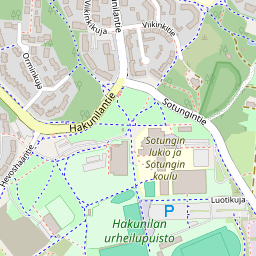 Orminkuja
Viikinkikuja
Hakunilantie
Viikinkitie
Hakunilantie
Sotungintie
Hevoshaantie
Sotungin
lukio ja
Sotungin
koulu
Luotikuja
P
Hakunilan
urheilupuisto